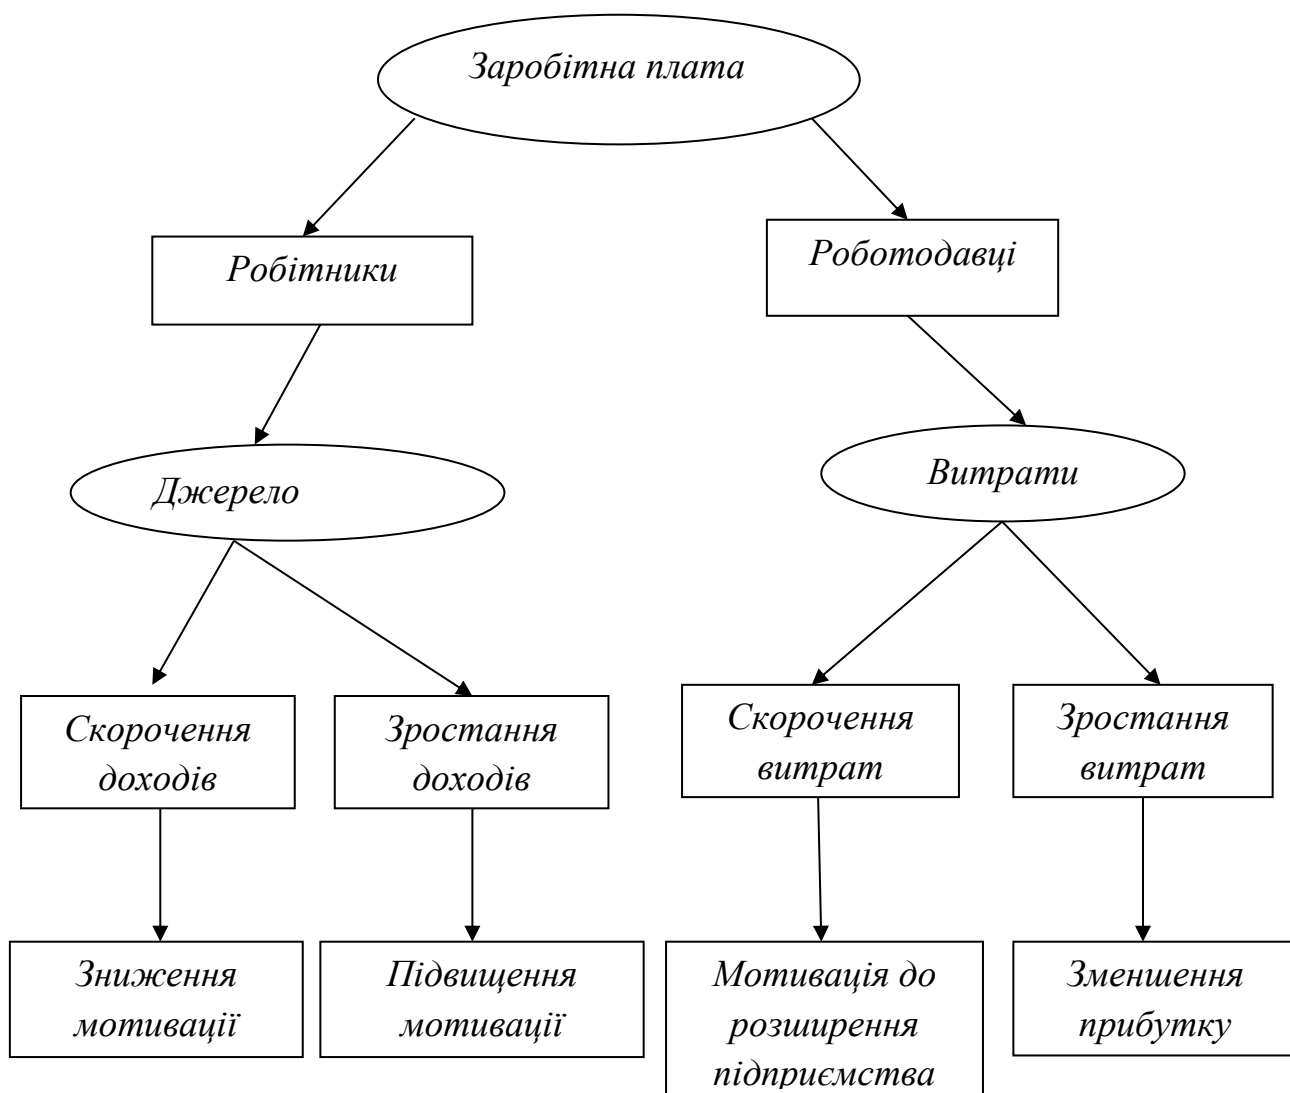 Заробітна плата
Робітники
Роботодавці
Джерело
Витрати
Скорочення
доходів
Зростання
доходів
Скорочення
витрат
Зростання
витрат
Зниження
мотивації
Підвищення
мотивації
Мотивація до
розширення
підприємства
Зменшення
прибутку